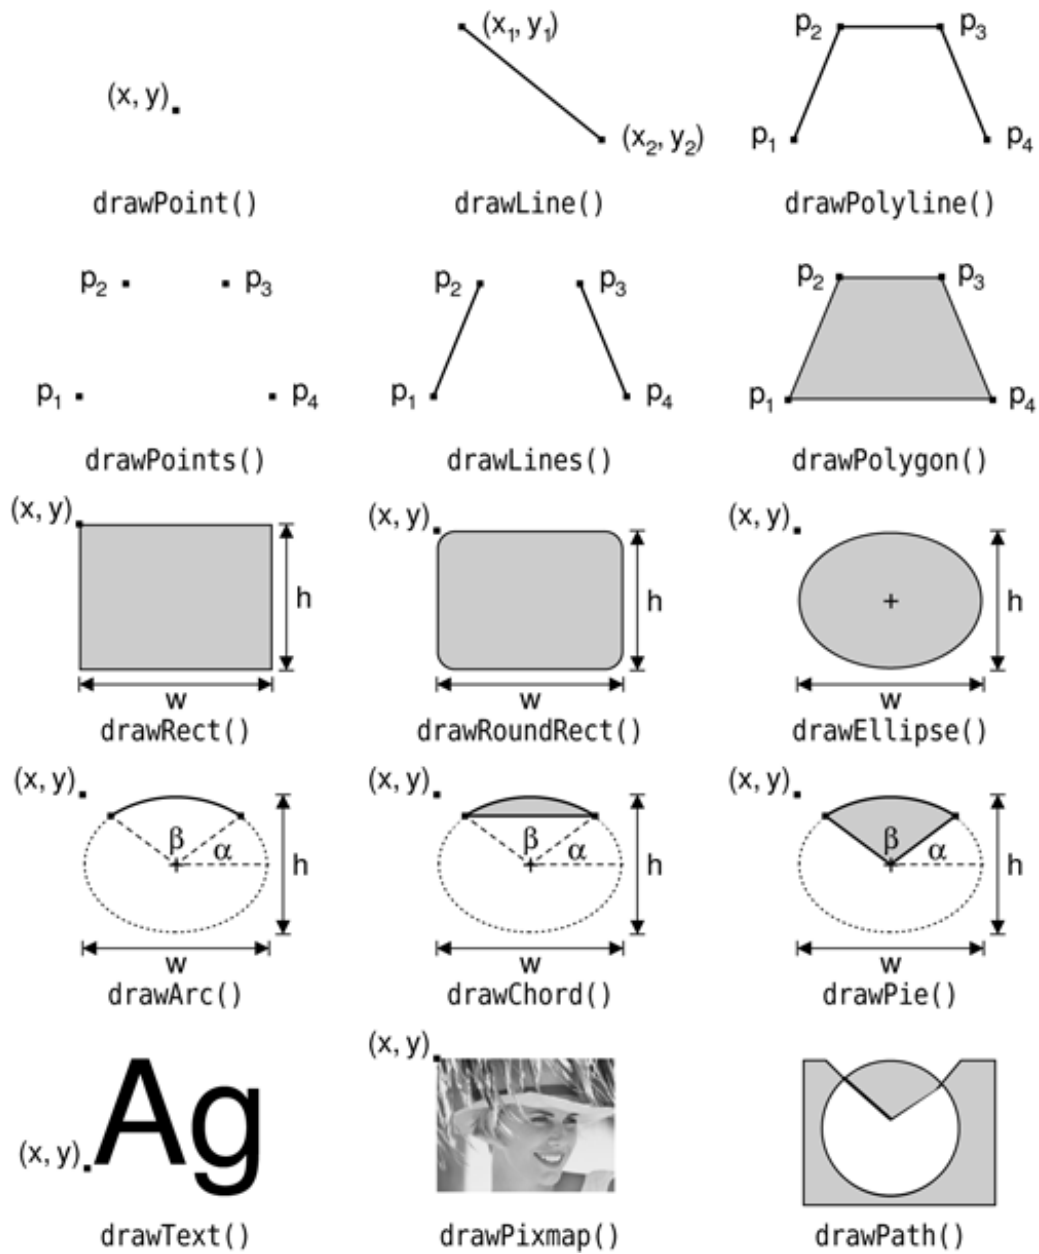 (x, y)
(x₁, y₁)
(x₂, y₂)
p₂ p₃
p₁ p₄
drawPoint() drawLine() drawPolyline()
p₂ p₃ p₂ p₃ p₂ p₃
p₁ p₄ p₁ p₄ p₁ p₄
drawPoints() drawLines() drawPolygon()
(x, y) (x, y) (x, y)
h h + h
w w w
drawRect() drawRoundRect() drawEllipse()
(x, y) (x, y) (x, y)
β α h β α h β α h
w w w
drawArc() drawChord() drawPie()
(x, y)
Ag
(x, y)
drawText() drawPixmap() drawPath()